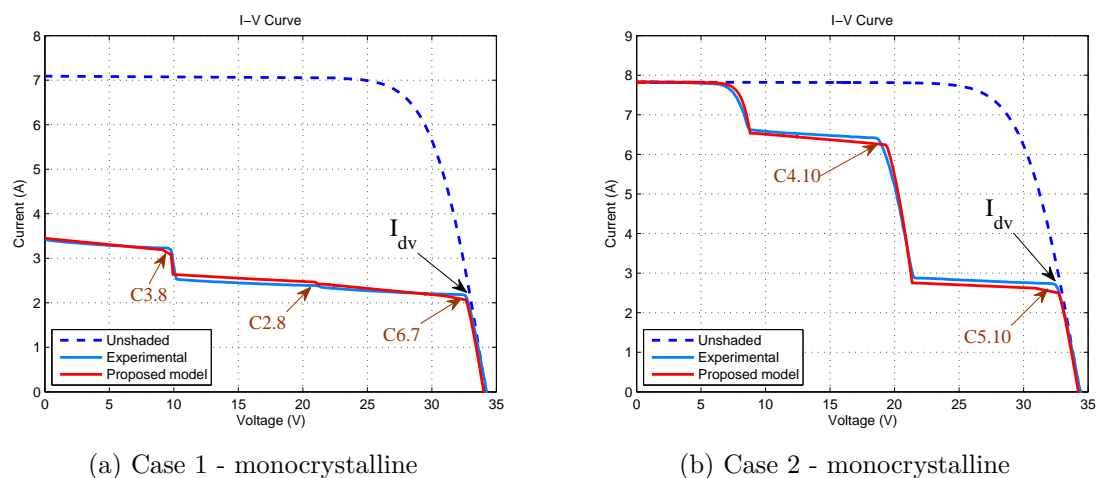 I−V Curve
Current (A)
8
7
6
5
4
3
2
1
0
0
5
10
15
20
25
30
35
Voltage (V)
C3.8
C2.8
C6.7
I_dv
Unshaded
Experimental
Proposed model
(a) Case 1 - monocrystalline
I−V Curve
Current (A)
9
8
7
6
5
4
3
2
1
0
0
5
10
15
20
25
30
35
Voltage (V)
C4.10
I_dv
C5.10
Unshaded
Experimental
Proposed model
(b) Case 2 - monocrystalline